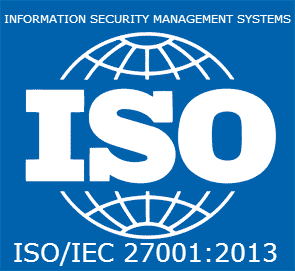 INFORMATION SECURITY MANAGEMENT SYSTEMS
ISO
ISO/IEC 27001:2013